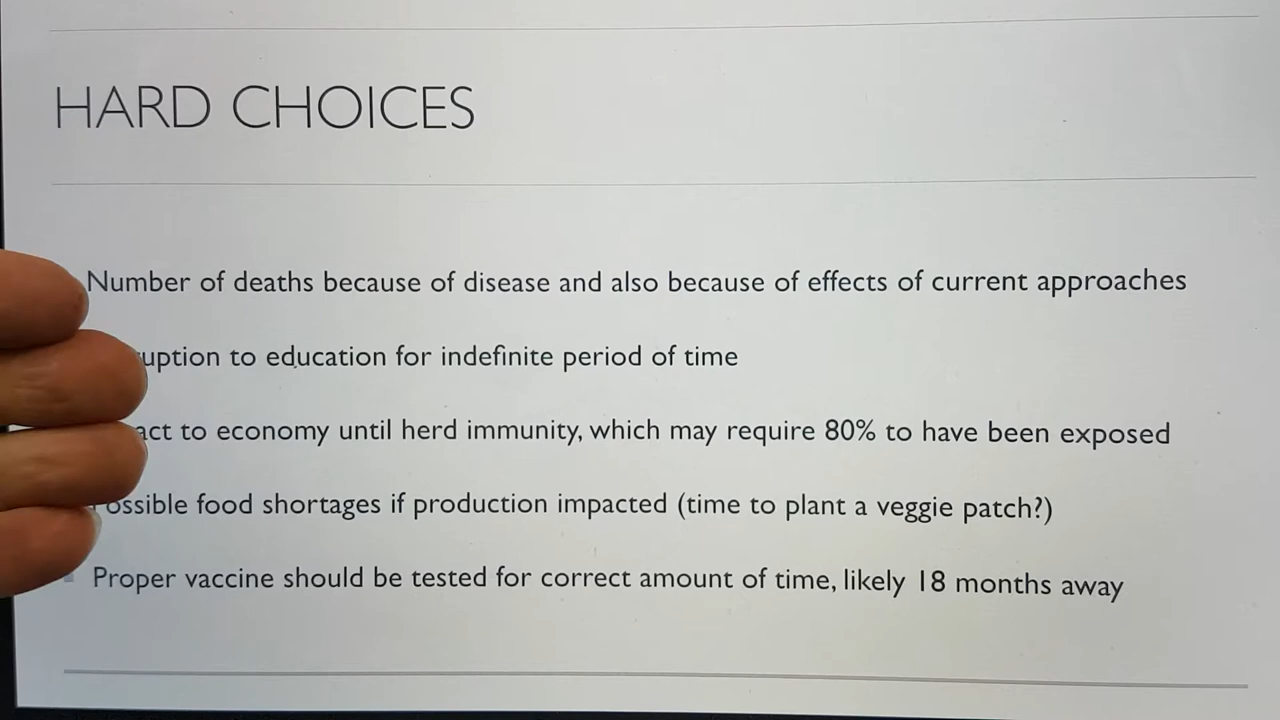 HARD CHOICES
Number of deaths because of disease and also because of effects of current approaches
uption to education for indefinite period of time
act to economy until herd immunity, which may require 80% to have been exposed
ossible food shortages if production impacted (time to plant a veggie patch?)
Proper vaccine should be tested for correct amount of time, likely 18 months away